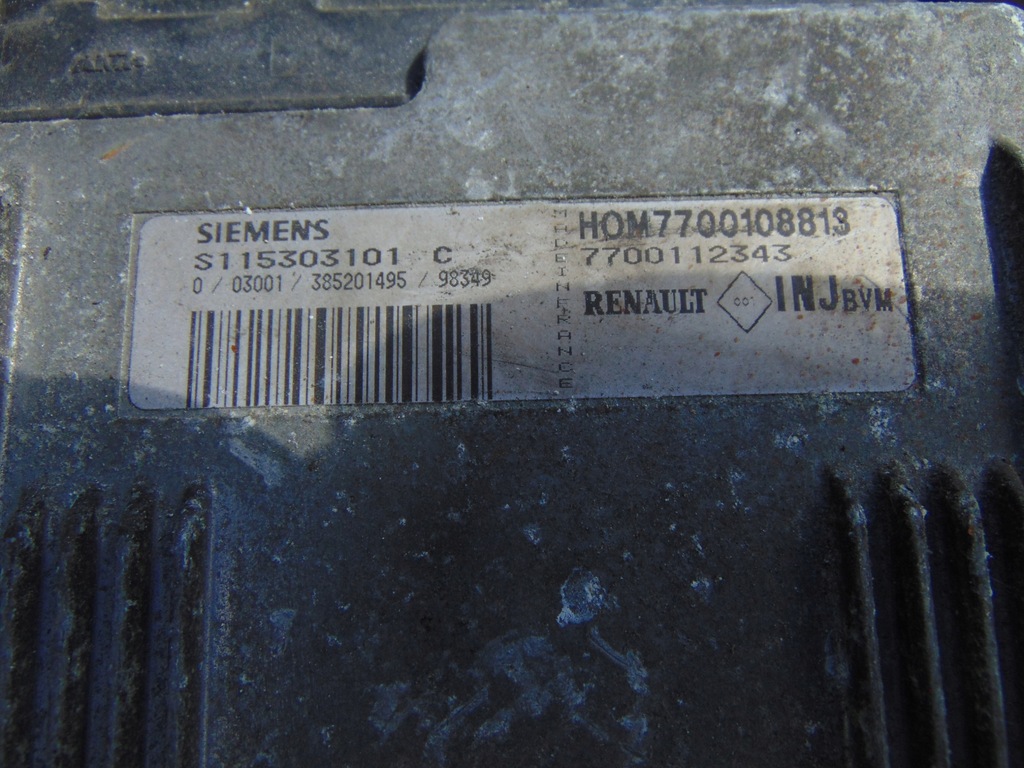 SIEMENS
S115303101 C
0 / 03001 / 385201495 / 98349
MADE IN FRANCE
HOM7700108813
7700112343
RENAULT INJ BVM